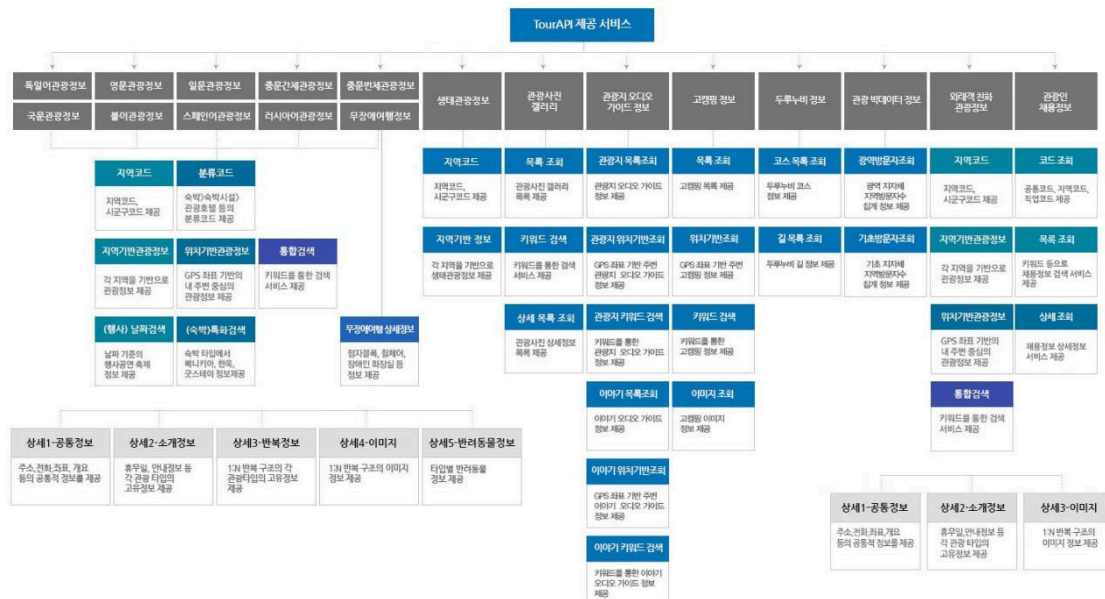 TourAPI 제공 서비스
독일어관광정보
영문관광정보
일문관광정보
중문간체관광정보
중문번체관광정보
국문관광정보
불어관광정보
스페인어관광정보
러시아어관광정보
무장애여행정보
생태관광정보
관광사진
갤러리
관광지 오디오
가이드 정보
고캠핑 정보
두루누비 정보
관광 빅데이터 정보
외래객 친화
관광정보
관광인
채용정보
지역코드
지역코드,
시군구코드 제공
분류코드
숙박>숙박시설>
관광호텔 등의
분류코드 제공
지역기반관광정보
각 지역을 기반으로
관광정보 제공
위치기반관광정보
GPS 좌표 기반의
내 주변 중심의
관광정보 제공
통합검색
키워드를 통한 검색
서비스 제공
(행사) 날짜검색
날짜 기준의
행사공연 축제
정보 제공
(숙박)특화검색
숙박 타입에서
베니키아, 한옥,
굿스테이 정보제공
무장애여행 상세정보
점자블록, 휠체어,
장애인 화장실 등
정보 제공
상세1-공통정보
주소,전화,좌표, 개요
등의 공통적 정보를 제공
상세2-소개정보
휴무일, 안내정보 등
각 관광 타입의
고유정보 제공
상세3-반복정보
1:N 반복 구조의 각
관광타입의 고유정보
제공
상세4-이미지
1:N 반복 구조의 이미지
정보 제공
상세5-반려동물정보
타입별 반려동물
정보 제공
지역코드
지역코드,
시군구코드 제공
지역기반 정보
각 지역을 기반으로
생태관광정보 제공
목록 조회
관광사진 갤러리
목록 제공
키워드 검색
키워드를 통한 검색
서비스 제공
상세 목록 조회
관광사진 상세정보
목록 제공
관광지 목록조회
관광지 오디오 가이드
정보 제공
관광지 위치기반조회
GPS 좌표 기반 주변
관광지 오디오 가이드
정보 제공
관광지 키워드 검색
키워드를 통한
관광지 오디오 가이드
정보 제공
이야기 목록조회
이야기 오디오 가이드
정보 제공
이야기 위치기반조회
GPS 좌표 기반 주변
이야기 오디오 가이드
정보 제공
이야기 키워드 검색
키워드를 통한 이야기
오디오 가이드 정보
제공
목록 조회
고캠핑 목록 제공
위치기반조회
GPS 좌표 기반 주변
고캠핑 정보 제공
키워드 검색
키워드를 통한
고캠핑 정보 제공
이미지 조회
고캠핑 이미지
정보 제공
코스 목록 조회
두루누비 코스
정보 제공
길 목록 조회
두루누비 길 정보 제공
광역방문자조회
광역 지자체
지역방문자수
집계 정보 제공
기초방문자조회
기초 지자체
지역방문자수
집계 정보 제공
지역코드
지역코드,
시군구코드 제공
지역기반관광정보
각 지역을 기반으로
관광정보 제공
위치기반관광정보
GPS 좌표 기반의
내 주변 중심의
관광정보 제공
통합검색
키워드를 통한 검색
서비스 제공
코드 조회
공통코드, 지역코드,
직업코드 제공
목록 조회
키워드 등으로
채용정보 검색 서비스
제공
상세 조회
채용정보 상세정보
서비스 제공
상세1-공통정보
주소,전화,좌표,개요
등의 공통적 정보를 제공
상세2-소개정보
휴무일,안내정보 등
각 관광 타입의
고유정보 제공
상세3-이미지
1:N 반복 구조의
이미지 정보 제공